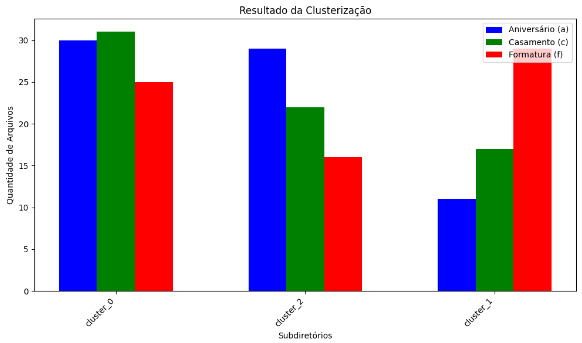 Resultado da Clusterização
Aniversário (a)
Casamento (c)
Formatura (f)
Quantidade de Arquivos
30
25
20
15
10
5
0
cluster_0
cluster_2
cluster_1
Subdiretórios